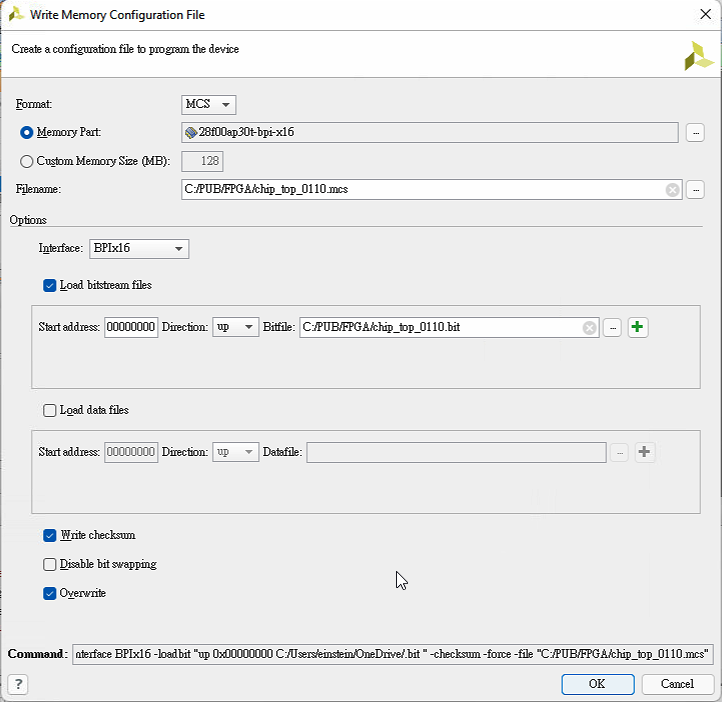 Write Memory Configuration File
Create a configuration file to program the device
Format: MCS
Memory Part: 28f00ap30t-bpi-x16 ...
Custom Memory Size (MB): 128
Filename: C:/PUB/FPGA/chip_top_0110.mcs ...
Options
Interface: BPIx16
Load bitstream files
Start address: 00000000 Direction: up Bitfile: C:/PUB/FPGA/chip_top_0110.bit ...
Load data files
Start address: 00000000 Direction: up Datafile: ...
Write checksum
Disable bit swapping
Overwrite
Command: nterface BPIx16 -loadbit "up 0x00000000 C:/Users/einstein/OneDrive/.bit " -checksum -force -file "C:/PUB/FPGA/chip_top_0110.mcs"
? OK Cancel